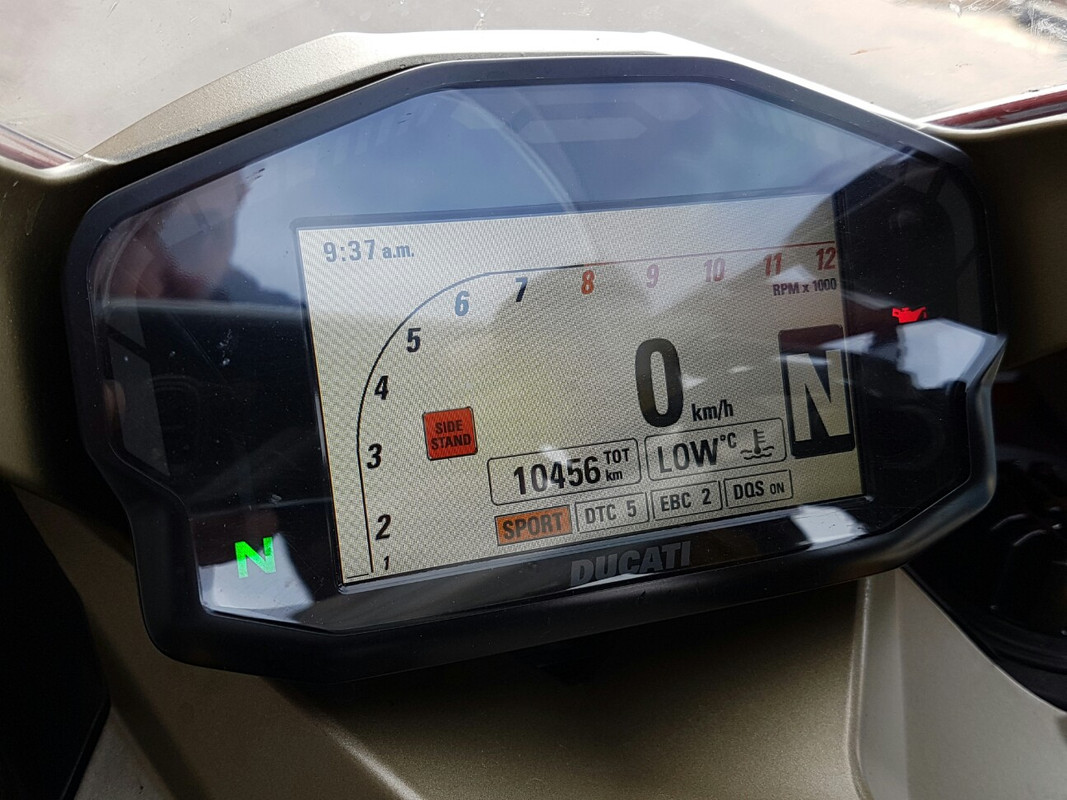 9:37 a.m.
1 2 3 4 5 6 7 8 9 10 11 12
RPM x 1000
0 km/h
N
SIDE
STAND
10456 TOT km
LOW °C
SPORT
DTC 5
EBC 2
DQS ON
N
DUCATI